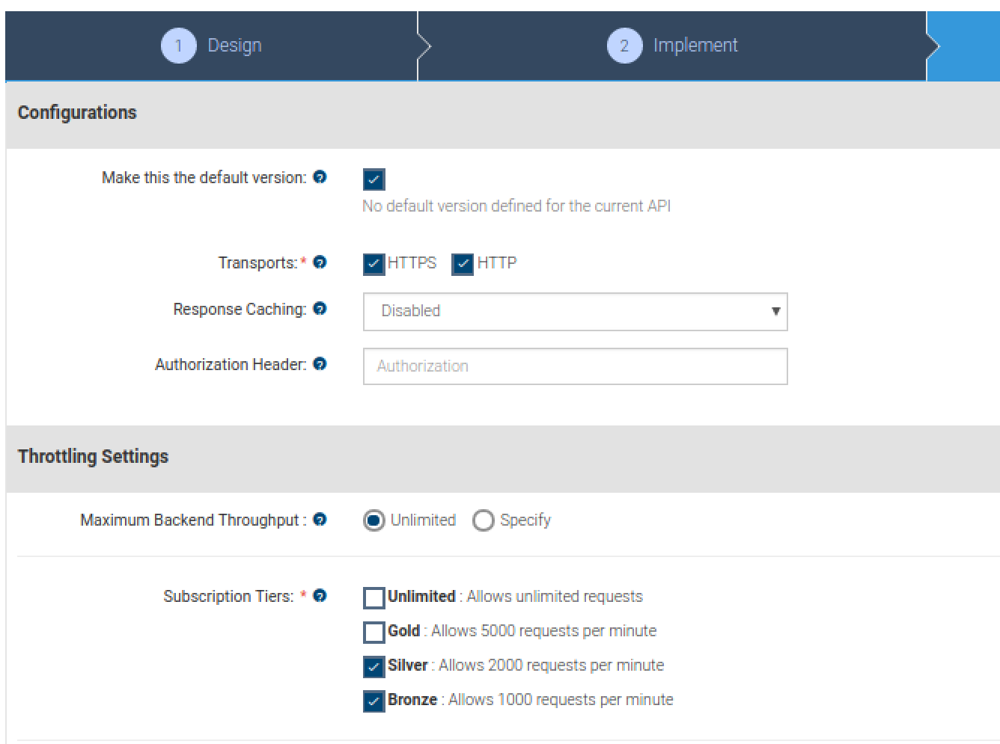 1 Design
2 Implement
Configurations
Make this the default version: ?
No default version defined for the current API
Transports: * ? HTTPS HTTP
Response Caching: ? Disabled
Authorization Header: ? Authorization
Throttling Settings
Maximum Backend Throughput : ? Unlimited Specify
Subscription Tiers: * ? Unlimited : Allows unlimited requests
Gold : Allows 5000 requests per minute
Silver : Allows 2000 requests per minute
Bronze : Allows 1000 requests per minute